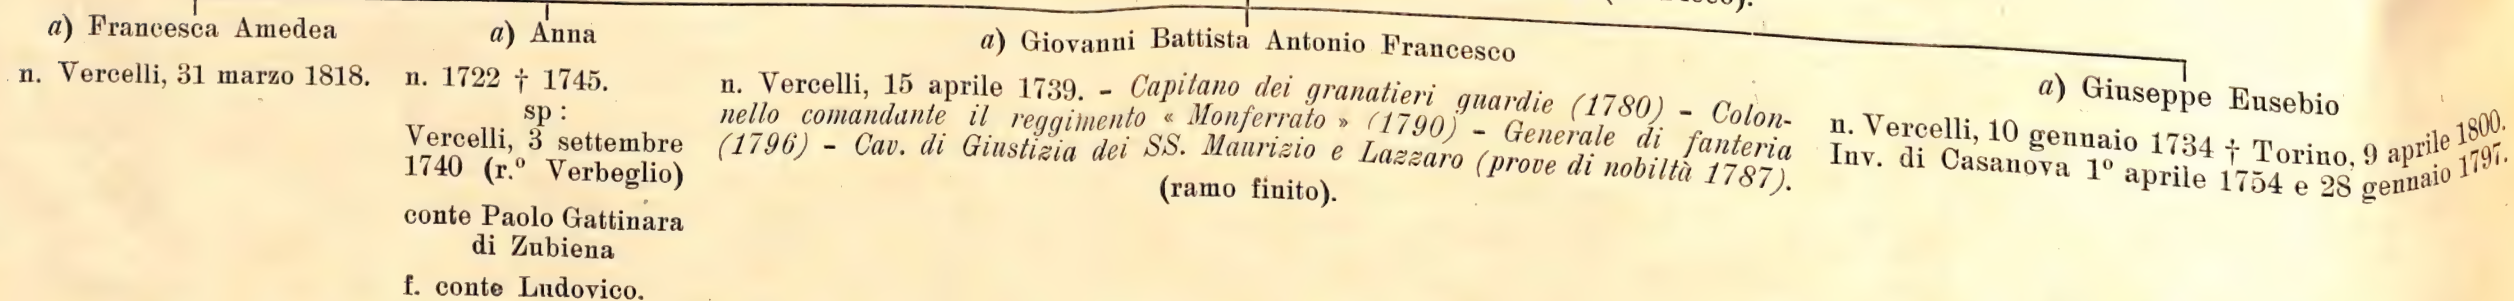 a) Francesca Amedea
n. Vercelli, 31 marzo 1818.
a) Anna
n. 1722 † 1745.
sp :
Vercelli, 3 settembre
1740 (r.º Verbeglio)
conte Paolo Gattinara
di Zubiena
f. conte Ludovico.
a) Giovanni Battista Antonio Francesco
n. Vercelli, 15 aprile 1739. - Capitano dei granatieri guardie (1780) - Colon-
nello comandante il reggimento « Monferrato » (1790) - Generale di fanteria
(1796) - Cav. di Giustizia dei SS. Maurizio e Lazzaro (prove di nobiltà 1787).
(ramo finito).
a) Giuseppe Eusebio
n. Vercelli, 10 gennaio 1734 † Torino, 9 aprile 1800.
Inv. di Casanova 1º aprile 1754 e 28 gennaio 1797.